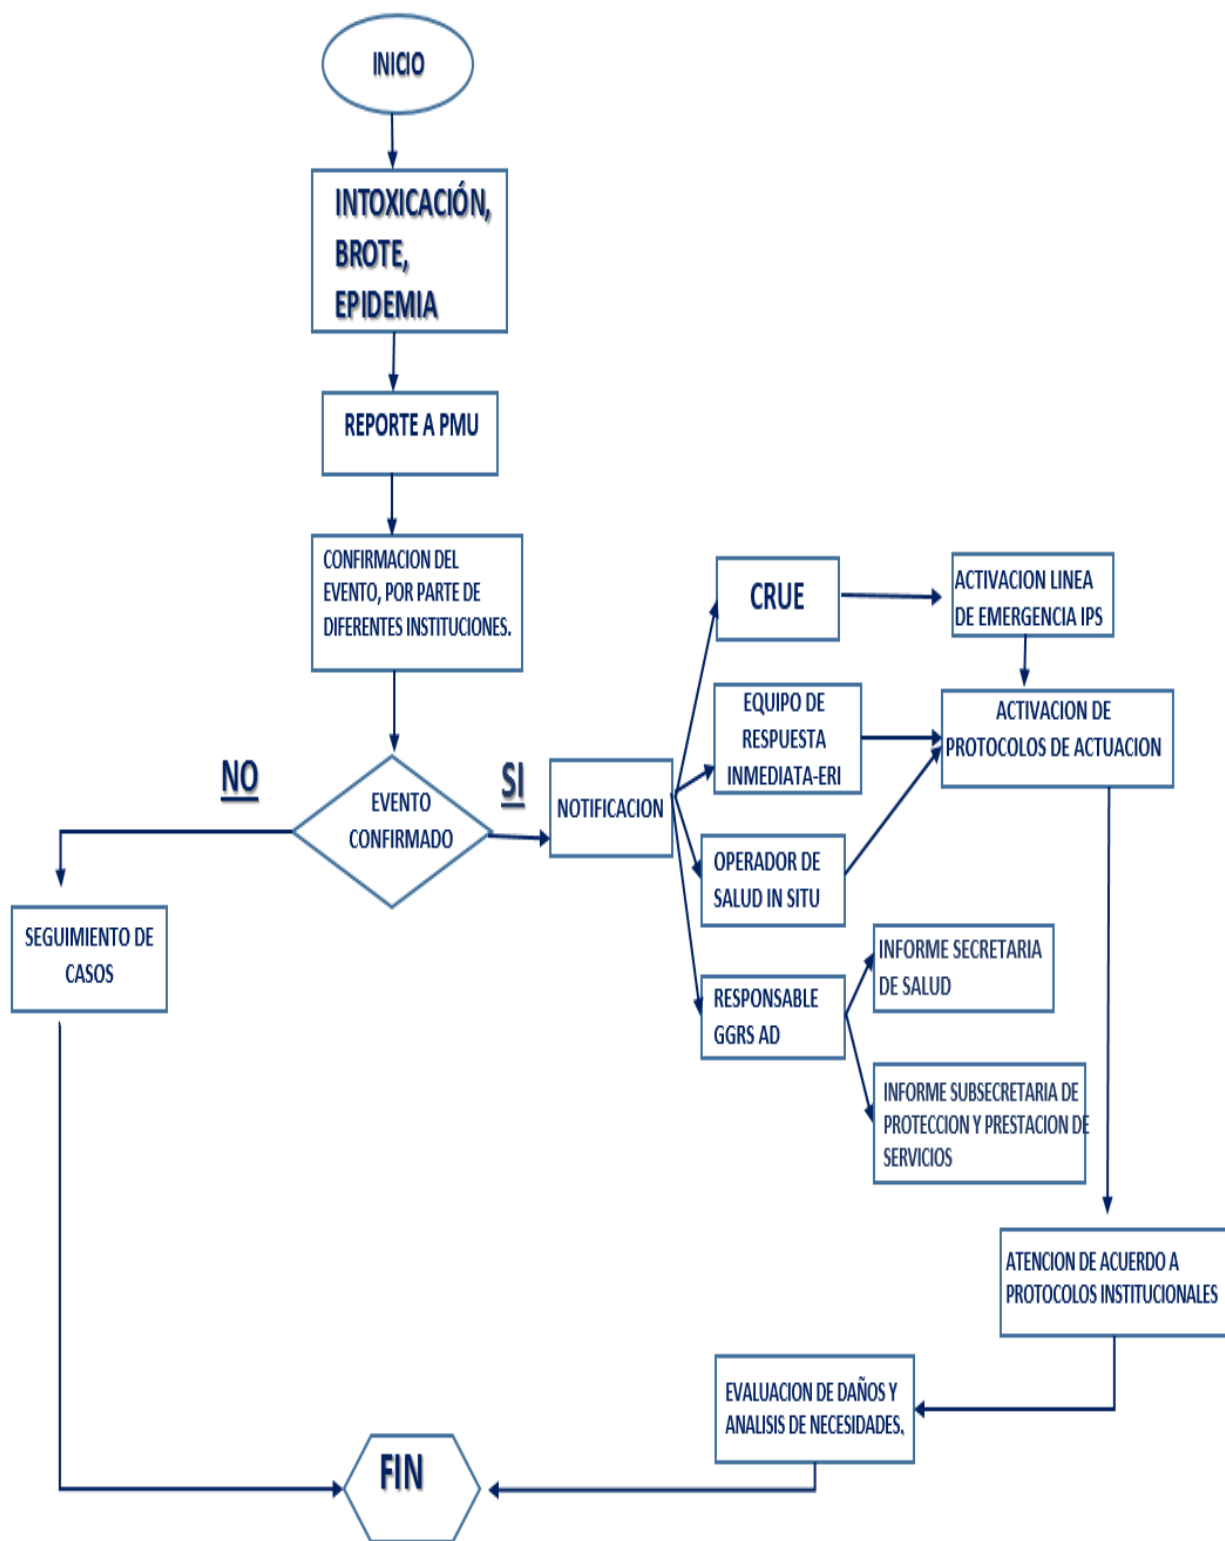 INICIO
INTOXICACIÓN,
BROTE,
EPIDEMIA
REPORTE A PMU
CONFIRMACION DEL
EVENTO, POR PARTE DE
DIFERENTES INSTITUCIONES.
EVENTO
CONFIRMADO
NO
SI
SEGUIMIENTO DE
CASOS
NOTIFICACION
CRUE
ACTIVACION LINEA
DE EMERGENCIA IPS
EQUIPO DE
RESPUESTA
INMEDIATA-ERI
ACTIVACION DE
PROTOCOLOS DE ACTUACION
OPERADOR DE
SALUD IN SITU
RESPONSABLE
GGRS AD
INFORME SECRETARIA
DE SALUD
INFORME SUBSECRETARIA DE
PROTECCION Y PRESTACION DE
SERVICIOS
ATENCION DE ACUERDO A
PROTOCOLOS INSTITUCIONALES
EVALUACION DE DAÑOS Y
ANALISIS DE NECESIDADES.
FIN